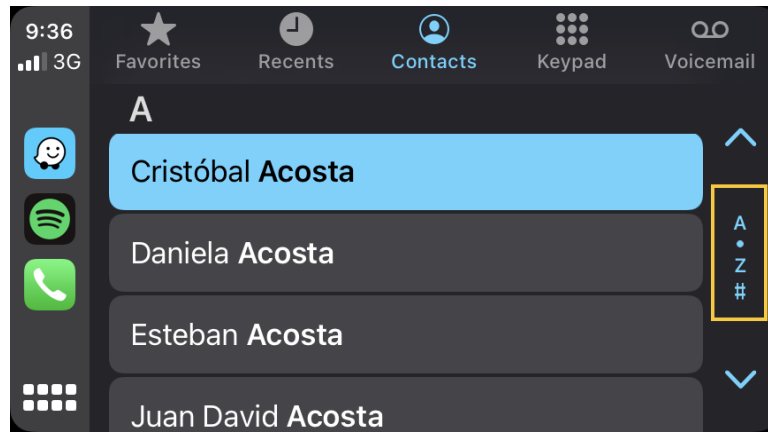 9:36
3G
Favorites
Recents
Contacts
Keypad
Voicemail
A
Cristóbal Acosta
Daniela Acosta
Esteban Acosta
Juan David Acosta
A
•
Z
#